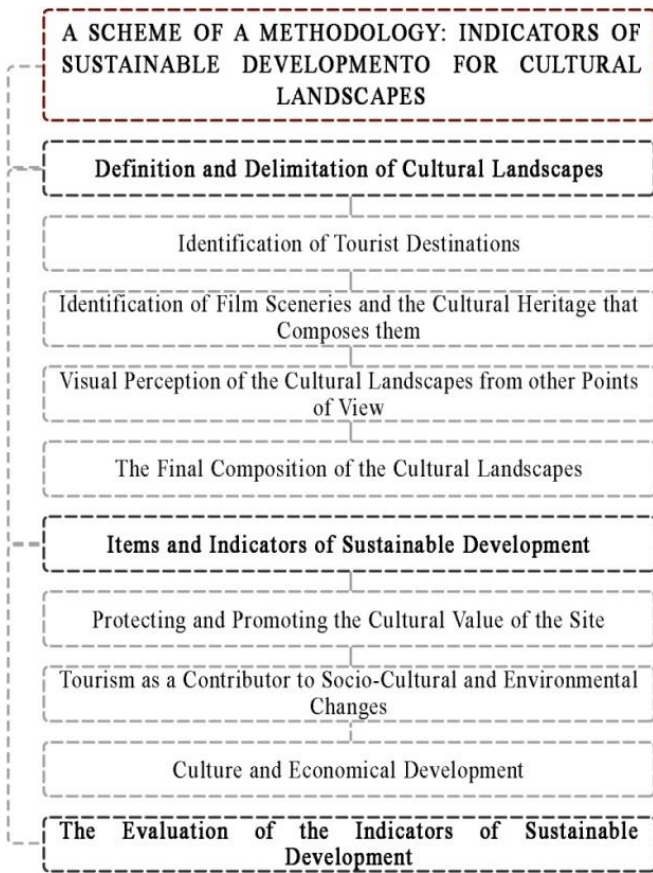 A SCHEME OF A METHODOLOGY: INDICATORS OF
SUSTAINABLE DEVELOPMENTO FOR CULTURAL
LANDSCAPES
Definition and Delimitation of Cultural Landscapes
Identification of Tourist Destinations
Identification of Film Sceneries and the Cultural Heritage that
Composes them
Visual Perception of the Cultural Landscapes from other Points
of View
The Final Composition of the Cultural Landscapes
Items and Indicators of Sustainable Development
Protecting and Promoting the Cultural Value of the Site
Tourism as a Contributor to Socio-Cultural and Environmental
Changes
Culture and Economical Development
The Evaluation of the Indicators of Sustainable
Development